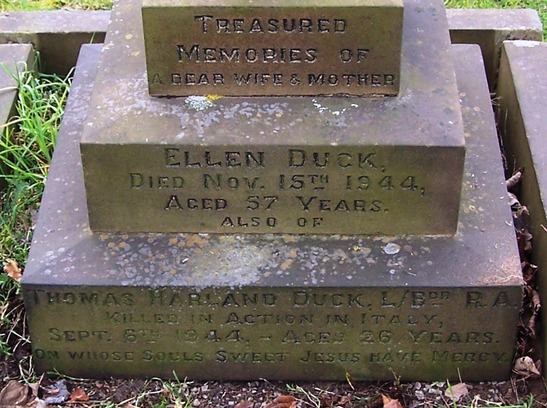 TREASURED
MEMORIES OF
A DEAR WIFE & MOTHER
ELLEN DUCK,
DIED NOV. 15TH 1944,
AGED 57 YEARS.
ALSO OF
THOMAS HARLAND DUCK. L/BDR R.A.
KILLED IN ACTION IN ITALY,
SEPT. 6TH 1944, - AGED 26 YEARS.
ON WHOSE SOULS SWEET JESUS HAVE MERCY.